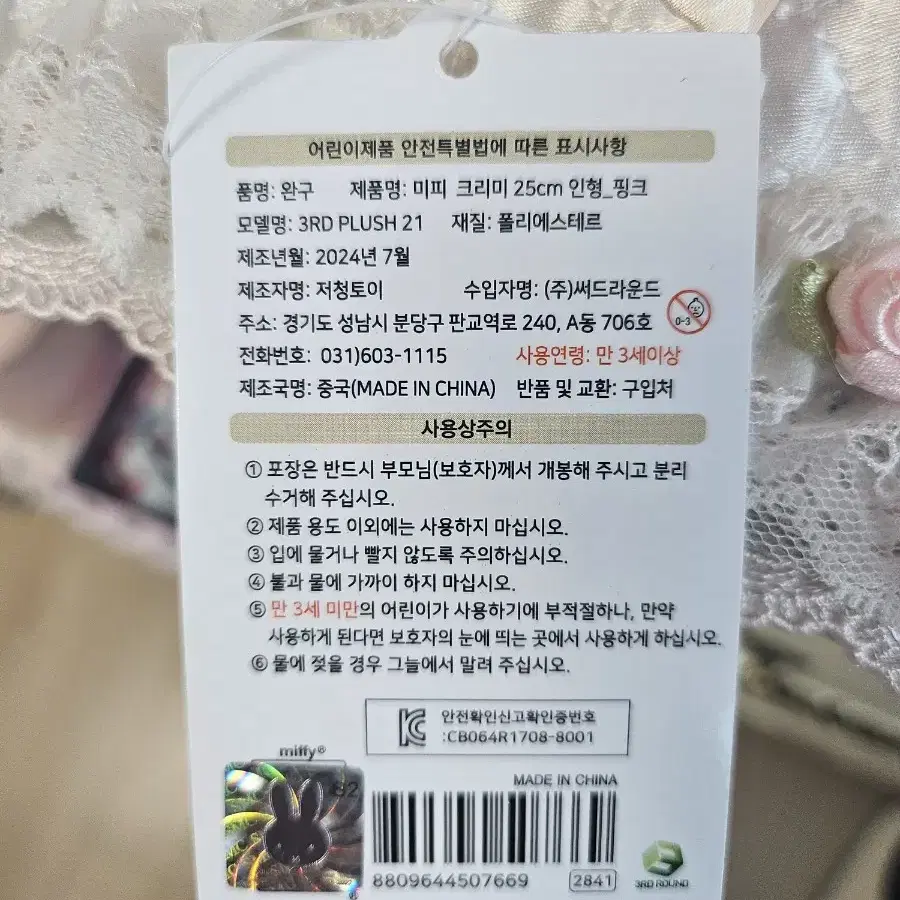 어린이제품 안전특별법에 따른 표시사항
품명: 완구 제품명: 미피 크리미 25cm 인형_핑크
모델명: 3RD PLUSH 21 재질: 폴리에스테르
제조년월: 2024년 7월
제조자명: 저청토이 수입자명: (주)써드라운드
0-3
주소: 경기도 성남시 분당구 판교역로 240, A동 706호
전화번호: 031)603-1115 사용연령: 만 3세이상
제조국명: 중국(MADE IN CHINA) 반품 및 교환: 구입처
사용상주의
① 포장은 반드시 부모님(보호자)께서 개봉해 주시고 분리
수거해 주십시오.
② 제품 용도 이외에는 사용하지 마십시오.
③ 입에 물거나 빨지 않도록 주의하십시오.
④ 불과 물에 가까이 하지 마십시오.
⑤ 만 3세 미만의 어린이가 사용하기에 부적절하나, 만약
사용하게 된다면 보호자의 눈에 띄는 곳에서 사용하게 하십시오.
⑥ 물에 젖을 경우 그늘에서 말려 주십시오.
안전확인신고확인증번호
:CB064R1708-8001
miffy®
MADE IN CHINA
8809644507669 2841
3RD ROUND